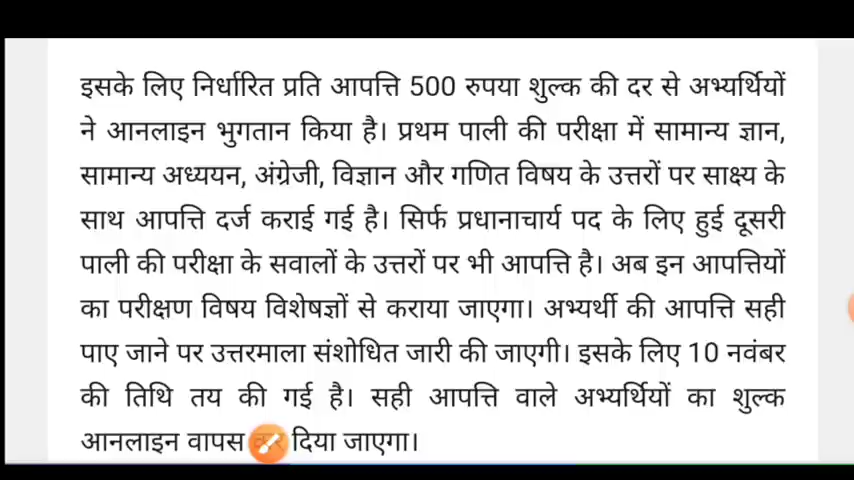 इसके लिए निर्धारित प्रति आपत्ति 500 रुपया शुल्क की दर से अभ्यर्थियों
ने आनलाइन भुगतान किया है। प्रथम पाली की परीक्षा में सामान्य ज्ञान,
सामान्य अध्ययन, अंग्रेजी, विज्ञान और गणित विषय के उत्तरों पर साक्ष्य के
साथ आपत्ति दर्ज कराई गई है। सिर्फ प्रधानाचार्य पद के लिए हुई दूसरी
पाली की परीक्षा के सवालों के उत्तरों पर भी आपत्ति है। अब इन आपत्तियों
का परीक्षण विषय विशेषज्ञों से कराया जाएगा। अभ्यर्थी की आपत्ति सही
पाए जाने पर उत्तरमाला संशोधित जारी की जाएगी। इसके लिए 10 नवंबर
की तिथि तय की गई है। सही आपत्ति वाले अभ्यर्थियों का शुल्क
आनलाइन वापस दिया जाएगा।